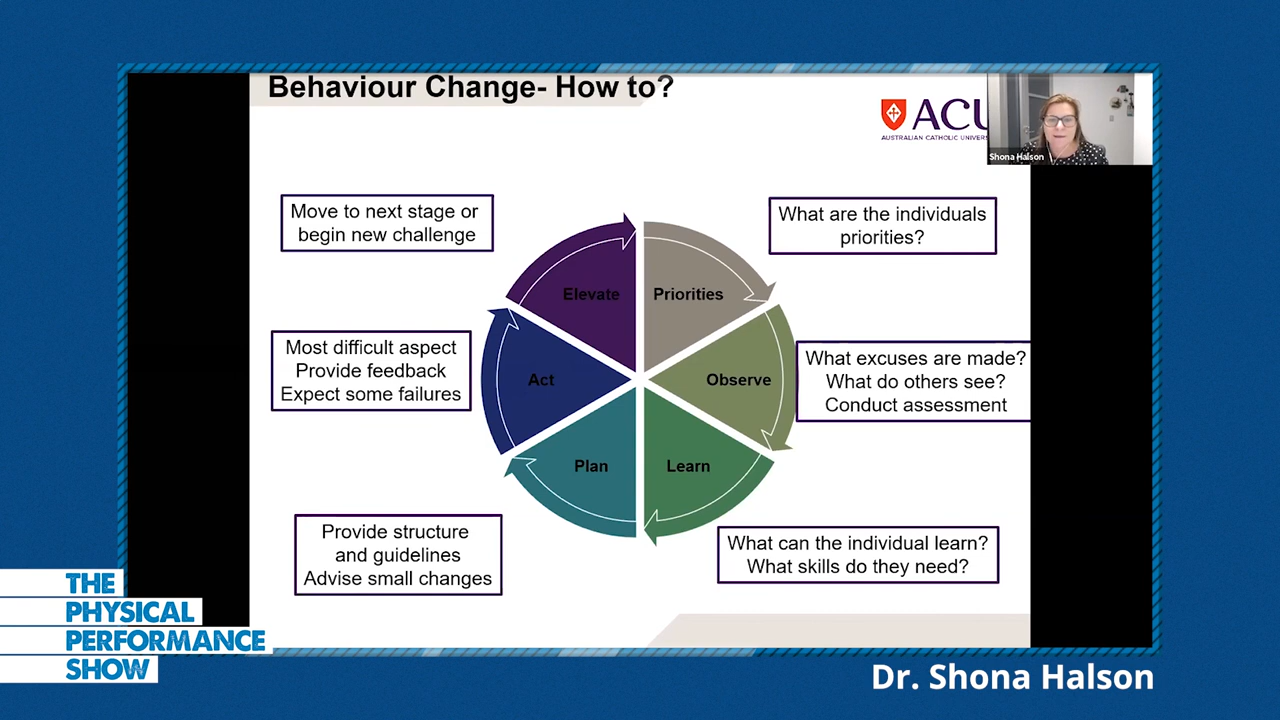 Behaviour Change- How to?
ACU
AUSTRALIAN CATHOLIC
Shona Halson
Move to next stage or
begin new challenge
What are the individuals
priorities?
Elevate
Priorities
Most difficult aspect
Provide feedback
Expect some failures
Act
Observe
What excuses are made?
What do others see?
Conduct assessment
Plan
Learn
Provide structure
and guidelines
Advise small changes
What can the individual learn?
What skills do they need?
THE
PHYSICAL
PERFORMANCE
SHOW
Dr. Shona Halson